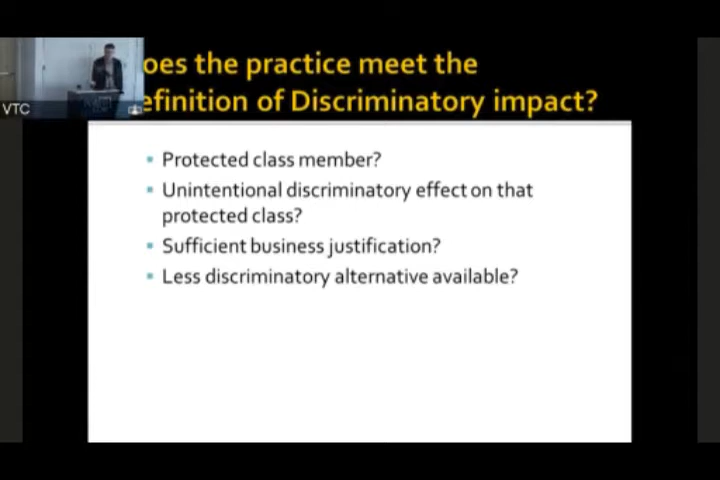 oes the practice meet the
efinition of Discriminatory impact?
VTC
Protected class member?
Unintentional discriminatory effect on that
protected class?
Sufficient business justification?
Less discriminatory alternative available?